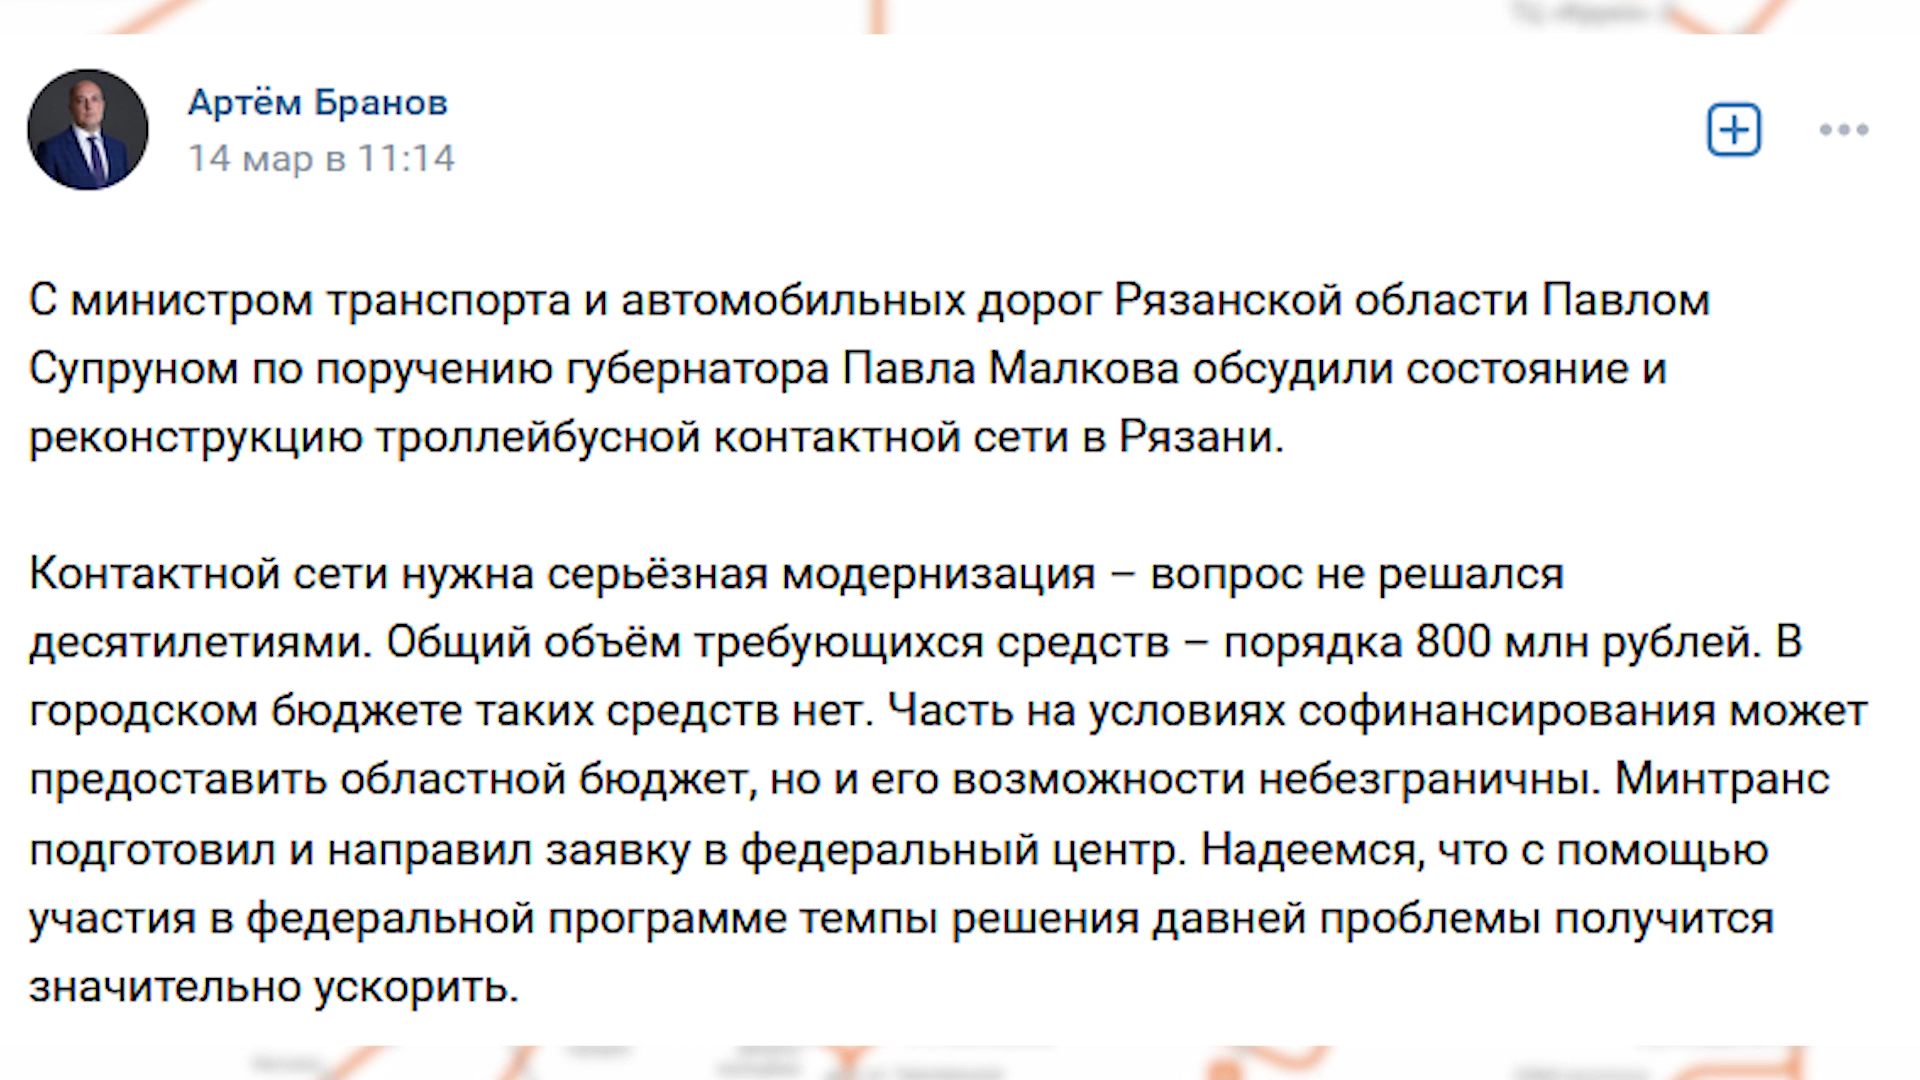 Артём Бранов
14 мар в 11:14
С министром транспорта и автомобильных дорог Рязанской области Павлом
Супруном по поручению губернатора Павла Малкова обсудили состояние и
реконструкцию троллейбусной контактной сети в Рязани.
Контактной сети нужна серьёзная модернизация – вопрос не решался
десятилетиями. Общий объём требующихся средств – порядка 800 млн рублей. В
городском бюджете таких средств нет. Часть на условиях софинансирования может
предоставить областной бюджет, но и его возможности небезграничны. Минтранс
подготовил и направил заявку в федеральный центр. Надеемся, что с помощью
участия в федеральной программе темпы решения давней проблемы получится
значительно ускорить.